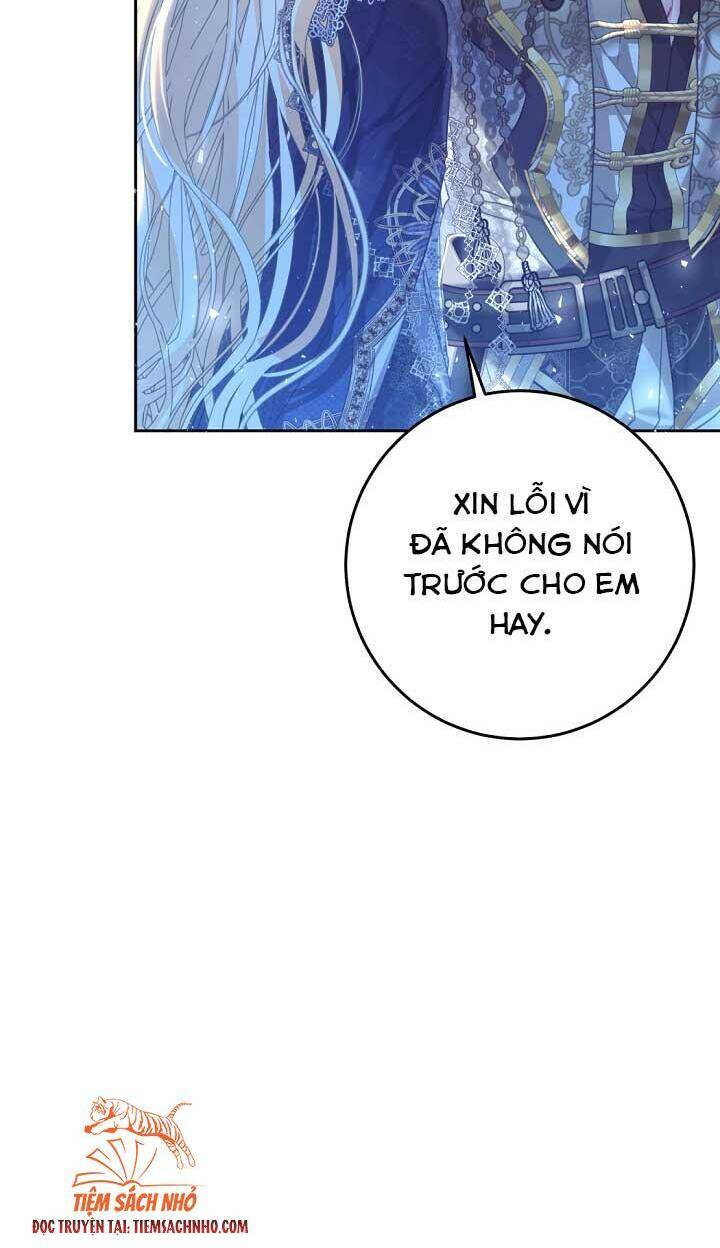 XIN LỖI VÌ
ĐÃ KHÔNG NÓI
TRƯỚC CHO EM
HAY.
TIỆM SÁCH NHỎ
ĐỌC TRUYỆN TẠI: TIEMSACHNHO.COM